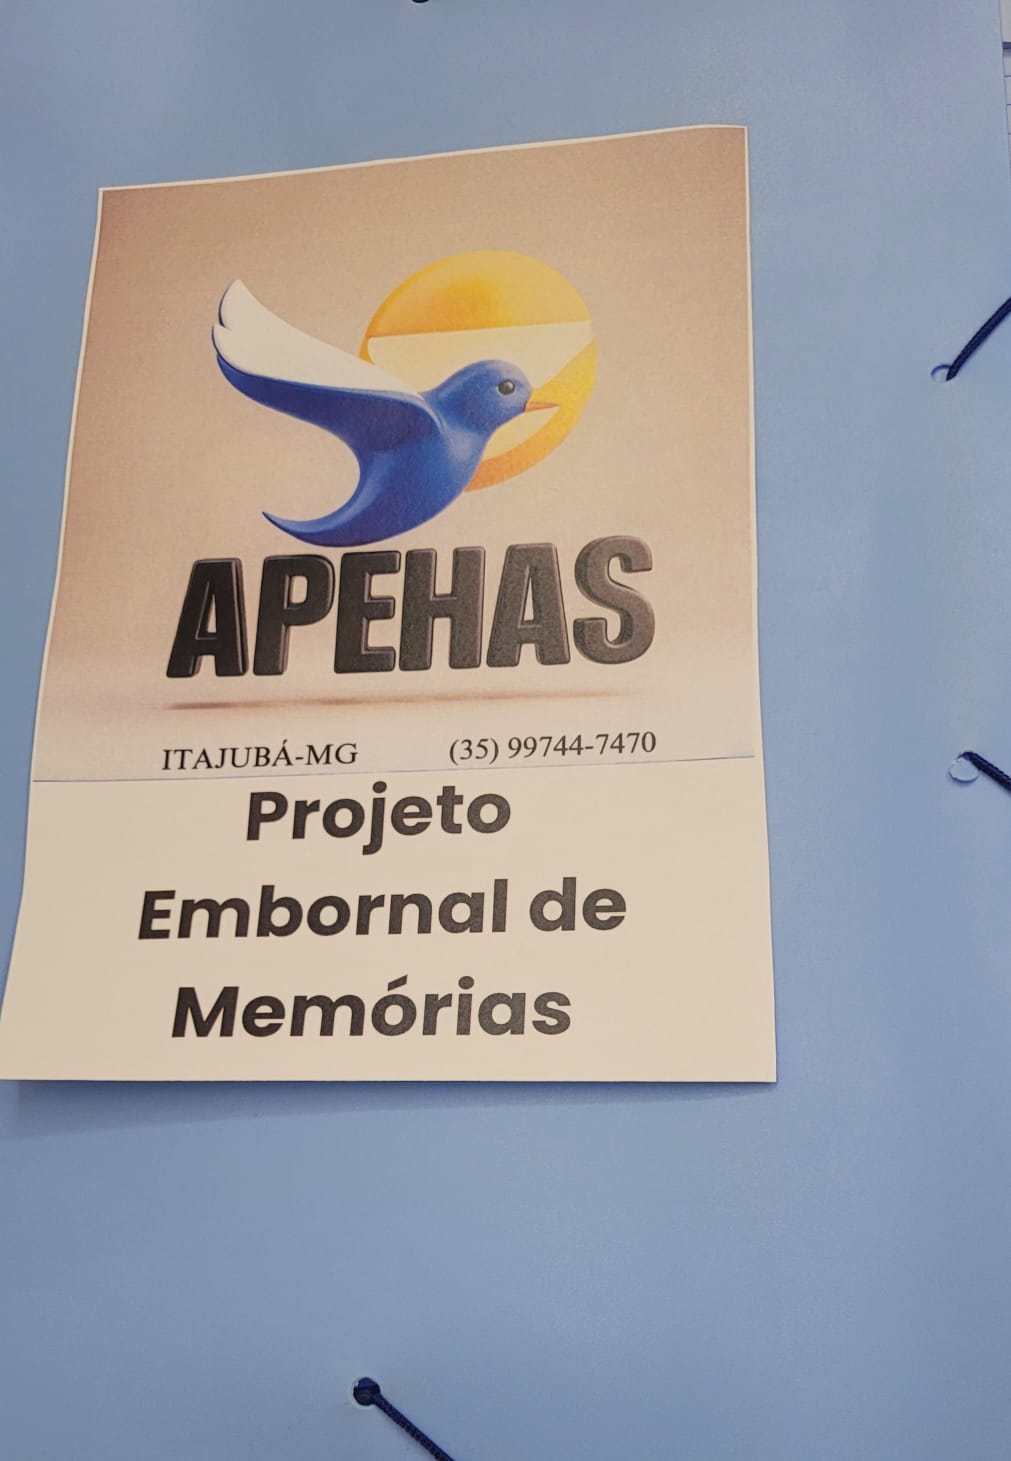 APEHAS
ITAJUBÁ-MG (35) 99744-7470
Projeto
Embornal de
Memórias